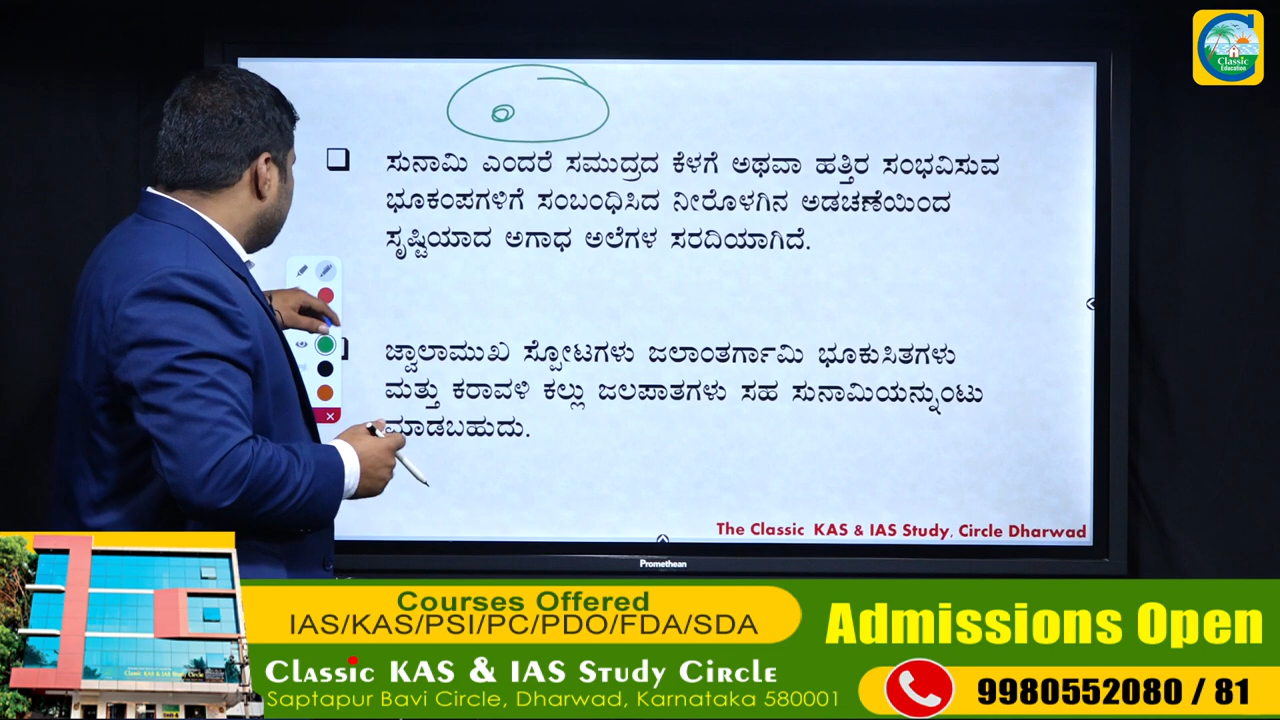 Classic
Education
ಸುನಾಮಿ ಎಂದರೆ ಸಮುದ್ರದ ಕೆಳಗೆ ಅಥವಾ ಹತ್ತಿರ ಸಂಭವಿಸುವ
ಭೂಕಂಪಗಳಿಗೆ ಸಂಬಂಧಿಸಿದ ನೀರೊಳಗಿನ ಅಡಚಣೆಯಿಂದ
ಸೃಷ್ಟಿಯಾದ ಅಗಾಧ ಅಲೆಗಳ ಸರದಿಯಾಗಿದೆ.
ಜ್ವಾಲಾಮುಖ ಸ್ಪೋಟಗಳು ಜಲಾಂತರ್ಗಾಮಿ ಭೂಕುಸಿತಗಳು
ಮತ್ತು ಕರಾವಳಿ ಕಲ್ಲು ಜಲಪಾತಗಳು ಸಹ ಸುನಾಮಿಯನ್ನುಂಟು
ಮಾಡಬಹುದು.
The Classic KAS & IAS Study, Circle Dharwad
Promethean
Courses Offered
IAS/KAS/PSI/PC/PDO/FDA/SDA
Classic KAS & IAS Study Circle
Saptapur Bavi Circle, Dharwad, Karnataka 580001
Admissions Open
9980552080 / 81